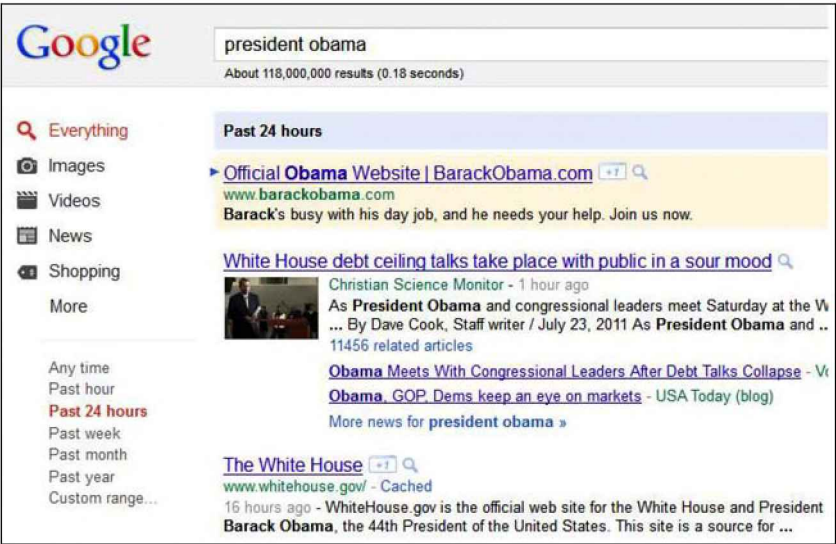 Google
president obama
About 118,000,000 results (0.18 seconds)
Everything
Images
Videos
News
Shopping
More
Any time
Past hour
Past 24 hours
Past week
Past month
Past year
Custom range...
Past 24 hours
Official Obama Website | BarackObama.com +1
www.barackobama.com
Barack's busy with his day job, and he needs your help. Join us now.
White House debt ceiling talks take place with public in a sour mood
Christian Science Monitor - 1 hour ago
As President Obama and congressional leaders meet Saturday at the W
... By Dave Cook, Staff writer / July 23, 2011 As President Obama and ..
11456 related articles
Obama Meets With Congressional Leaders After Debt Talks Collapse - Vo
Obama, GOP, Dems keep an eye on markets - USA Today (blog)
More news for president obama »
The White House +1
www.whitehouse.gov/ - Cached
16 hours ago - WhiteHouse.gov is the official web site for the White House and President
Barack Obama, the 44th President of the United States. This site is a source for ...